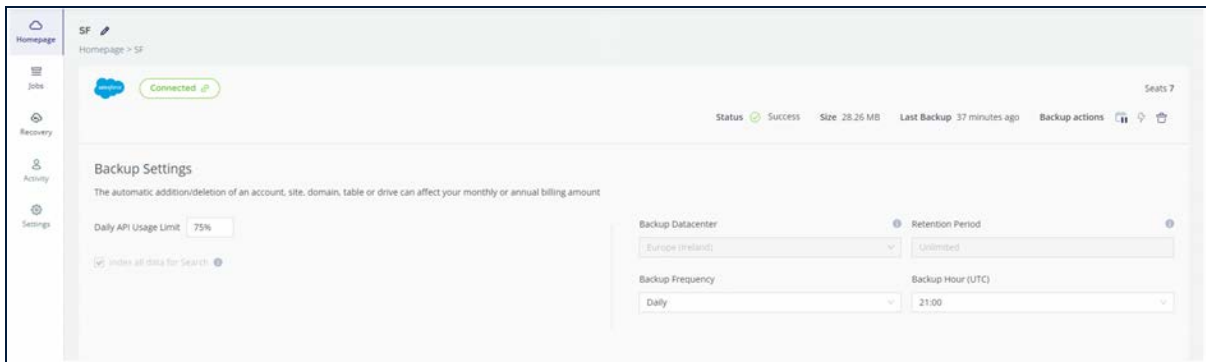 SF
Homepage > SF
Homepage
Jobs
Recovery
Activity
Settings
salesforce
Connected
Seats 7
Status Success Size 28.26 MB Last Backup 37 minutes ago Backup actions
Backup Settings
The automatic addition/deletion of an account, site, domain, table or drive can affect your monthly or annual billing amount
Daily API Usage Limit 75%
Index all data for Search
Backup Datacenter
Europe (Ireland)
Retention Period
Unlimited
Backup Frequency
Daily
Backup Hour (UTC)
21:00